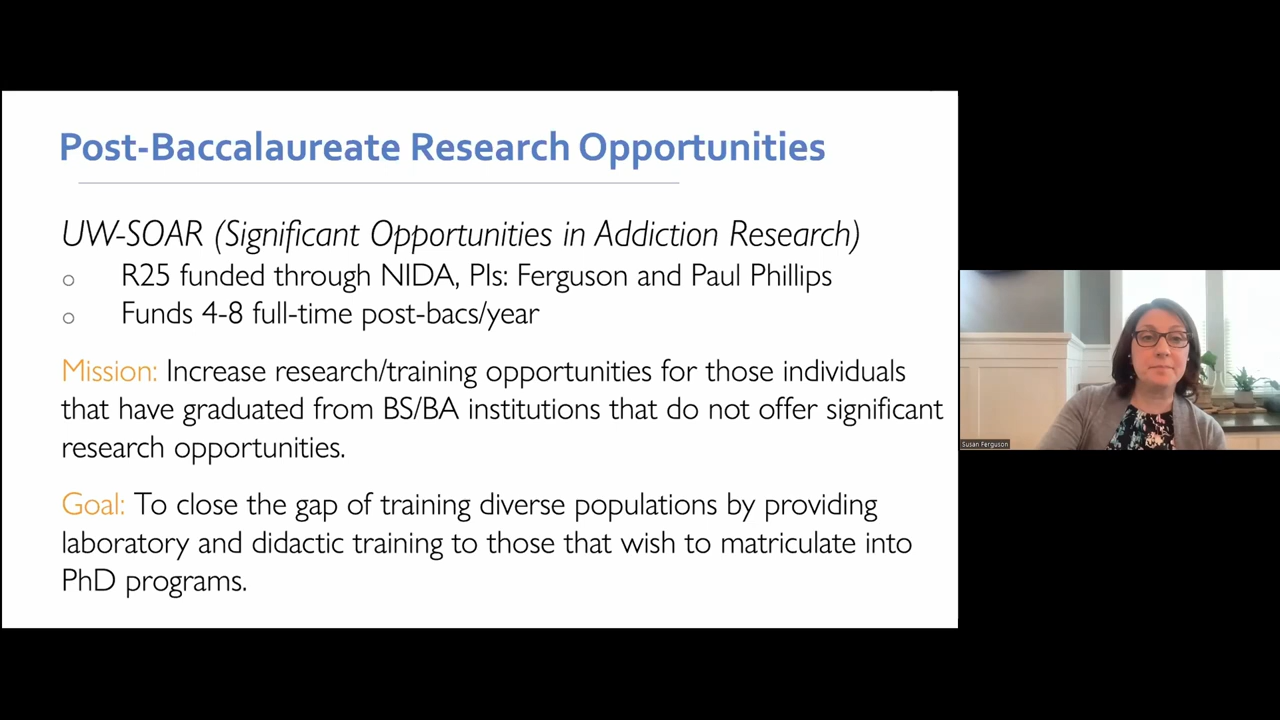 Post-Baccalaureate Research Opportunities
UW-SOAR (Significant Opportunities in Addiction Research)
R25 funded through NIDA, PIs: Ferguson and Paul Phillips
Funds 4-8 full-time post-bacs/year
Mission: Increase research/training opportunities for those individuals
that have graduated from BS/BA institutions that do not offer significant
research opportunities.
Goal: To close the gap of training diverse populations by providing
laboratory and didactic training to those that wish to matriculate into
PhD programs.
Susan Ferguson